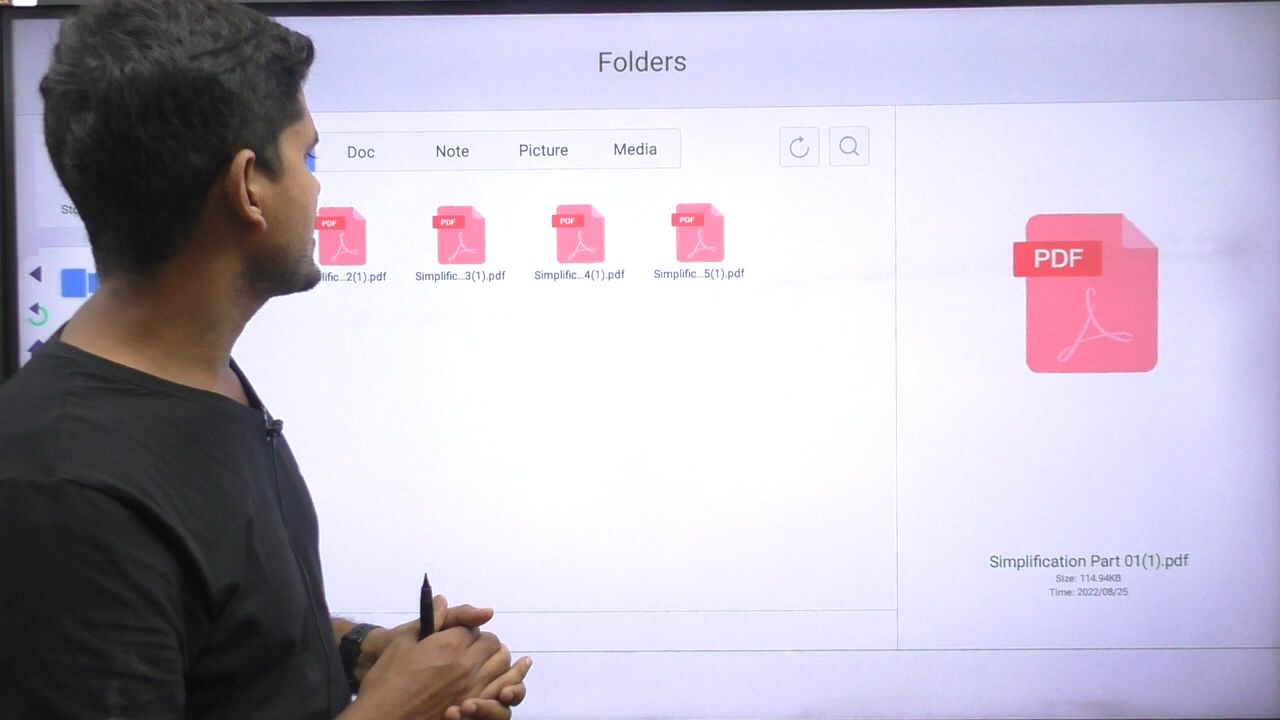 Folders
Doc Note Picture Media
PDF PDF PDF PDF
lific...2(1).pdf Simplific...3(1).pdf Simplific...4(1).pdf Simplific...5(1).pdf
PDF
Simplification Part 01(1).pdf
Size: 114.94KB
Time: 2022/08/25